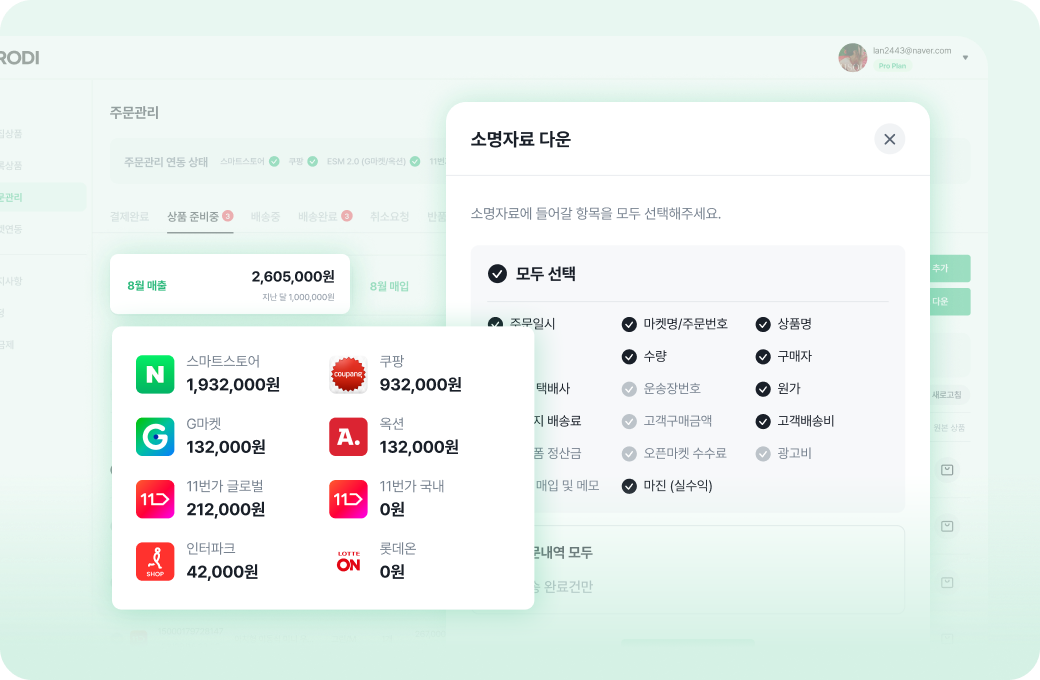 RODI
lan2443@naver.com
Pro Plan
주문관리
주문관리 연동 상태
스마트스토어
쿠팡
ESM 2.0 (G마켓/옥션)
11번
문관리
결제완료
상품 준비중 3
배송중
배송완료 3
취소요청
반품
8월 매출
2,605,000원
지난 달 1,000,000원
8월 매입
스마트스토어
1,932,000원
쿠팡
coupang
932,000원
G마켓
132,000원
옥션
A.
132,000원
11번가 글로벌
212,000원
11번가 국내
0원
인터파크
SHOP
42,000원
롯데온
LOTTE
ON
0원
소명자료 다운
소명자료에 들어갈 항목을 모두 선택해주세요.
모두 선택
주문일시
마켓명/주문번호
상품명
수량
구매자
택배사
운송장번호
원가
지 배송료
고객구매금액
고객배송비
폼 정산금
오픈마켓 수수료
광고비
매입 및 메모
마진 (실수익)
문내역 모두
송 완료건만
추가
다운
새로고침
원본 상품